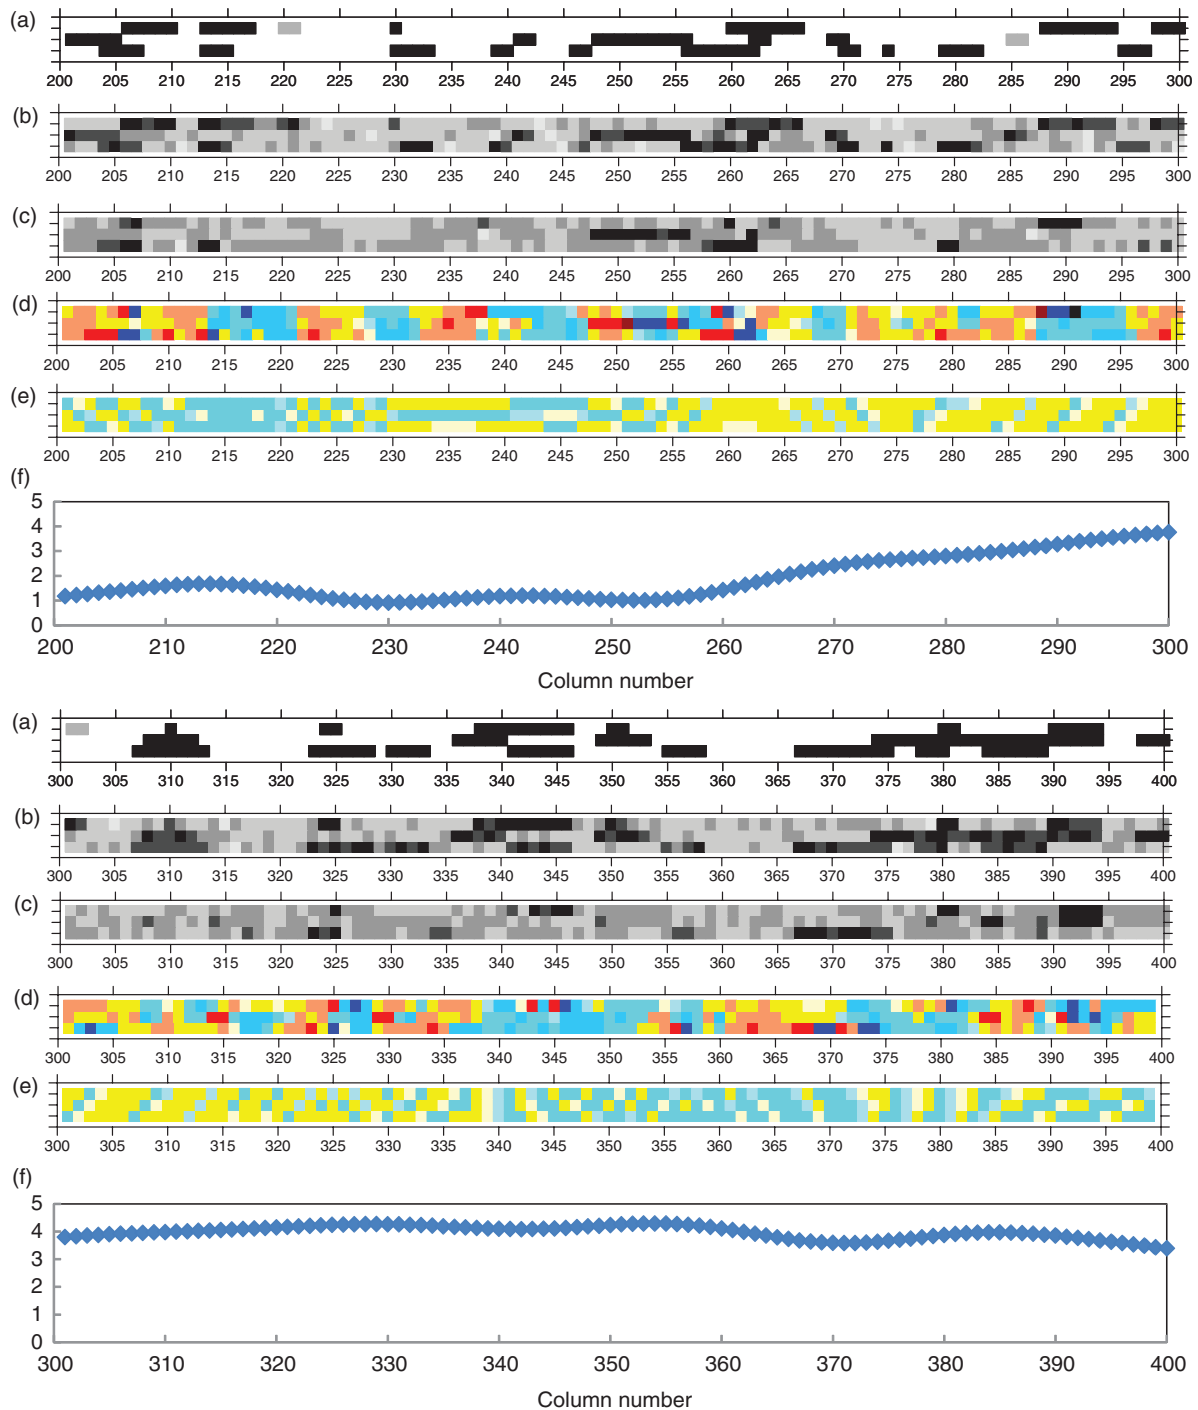 (a)
200 205 210 215 220 225 230 235 240 245 250 255 260 265 270 275 280 285 290 295 300
(b)
200 205 210 215 220 225 230 235 240 245 250 255 260 265 270 275 280 285 290 295 300
(c)
200 205 210 215 220 225 230 235 240 245 250 255 260 265 270 275 280 285 290 295 300
(d)
200 205 210 215 220 225 230 235 240 245 250 255 260 265 270 275 280 285 290 295 300
(e)
200 205 210 215 220 225 230 235 240 245 250 255 260 265 270 275 280 285 290 295 300
(f)
5
4
3
2
1
0
200 210 220 230 240 250 260 270 280 290 300
Column number
(a)
300 305 310 315 320 325 330 335 340 345 350 355 360 365 370 375 380 385 390 395 400
(b)
300 305 310 315 320 325 330 335 340 345 350 355 360 365 370 375 380 385 390 395 400
(c)
300 305 310 315 320 325 330 335 340 345 350 355 360 365 370 375 380 385 390 395 400
(d)
300 305 310 315 320 325 330 335 340 345 350 355 360 365 370 375 380 385 390 395 400
(e)
300 305 310 315 320 325 330 335 340 345 350 355 360 365 370 375 380 385 390 395 400
(f)
5
4
3
2
1
0
300 310 320 330 340 350 360 370 380 390 400
Column number